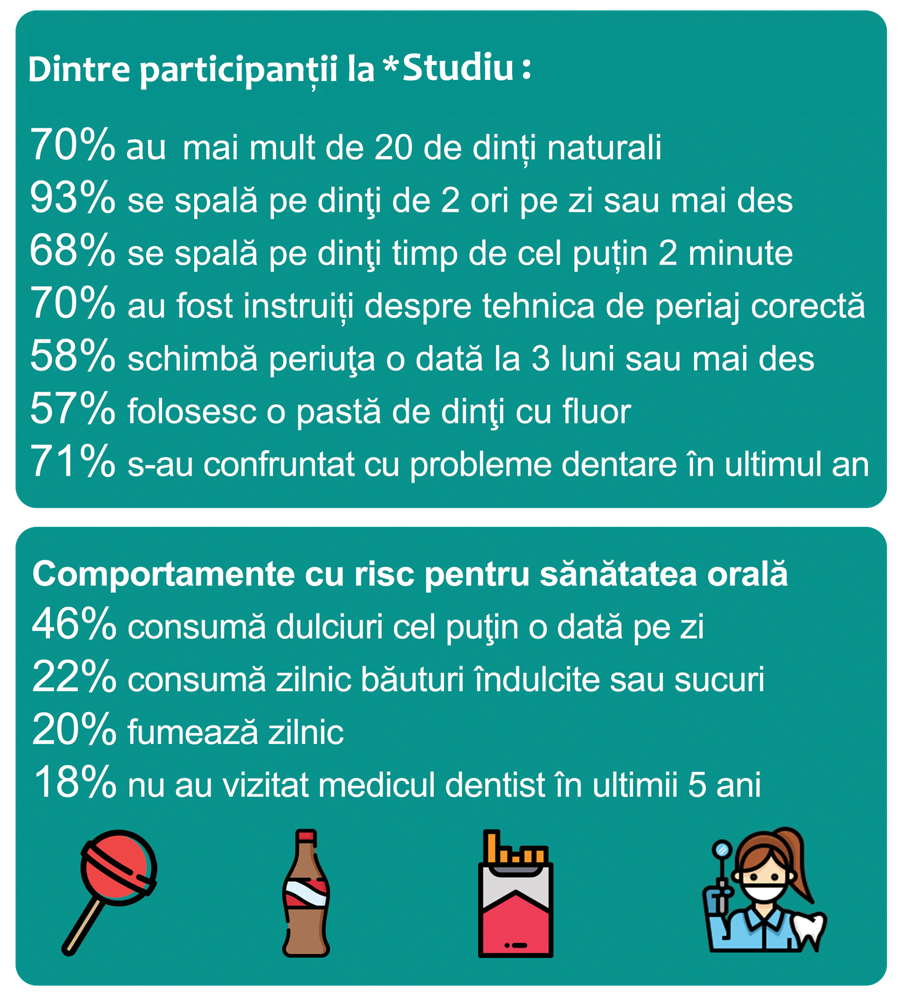 Dintre participanții la *Studiu :
70% au mai mult de 20 de dinți naturali
93% se spală pe dinţi de 2 ori pe zi sau mai des
68% se spală pe dinţi timp de cel puțin 2 minute
70% au fost instruiți despre tehnica de periaj corectă
58% schimbă periuţa o dată la 3 luni sau mai des
57% folosesc o pastă de dinţi cu fluor
71% s-au confruntat cu probleme dentare în ultimul an
Comportamente cu risc pentru sănătatea orală
46% consumă dulciuri cel puţin o dată pe zi
22% consumă zilnic băuturi îndulcite sau sucuri
20% fumează zilnic
18% nu au vizitat medicul dentist în ultimii 5 ani